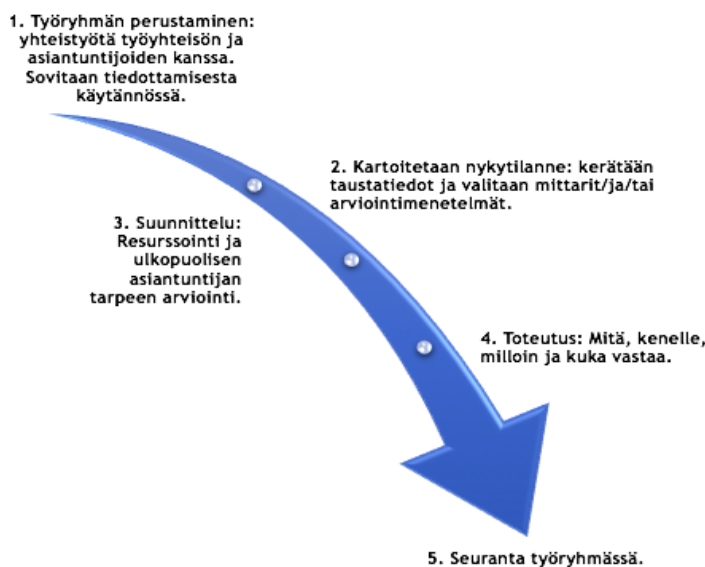 1. Työryhmän perustaminen:
yhteistyötä työyhteisön ja
asiantuntijoiden kanssa.
Sovitaan tiedottamisesta
käytännössä.
2. Kartoitetaan nykytilanne: kerätään
taustatiedot ja valitaan mittarit/ja/tai
arviointimenetelmät.
3. Suunnittelu:
Resurssointi ja
ulkopuolisen
asiantuntijan
tarpeen arviointi.
4. Toteutus: Mitä, kenelle,
milloin ja kuka vastaa.
5. Seuranta työryhmässä.